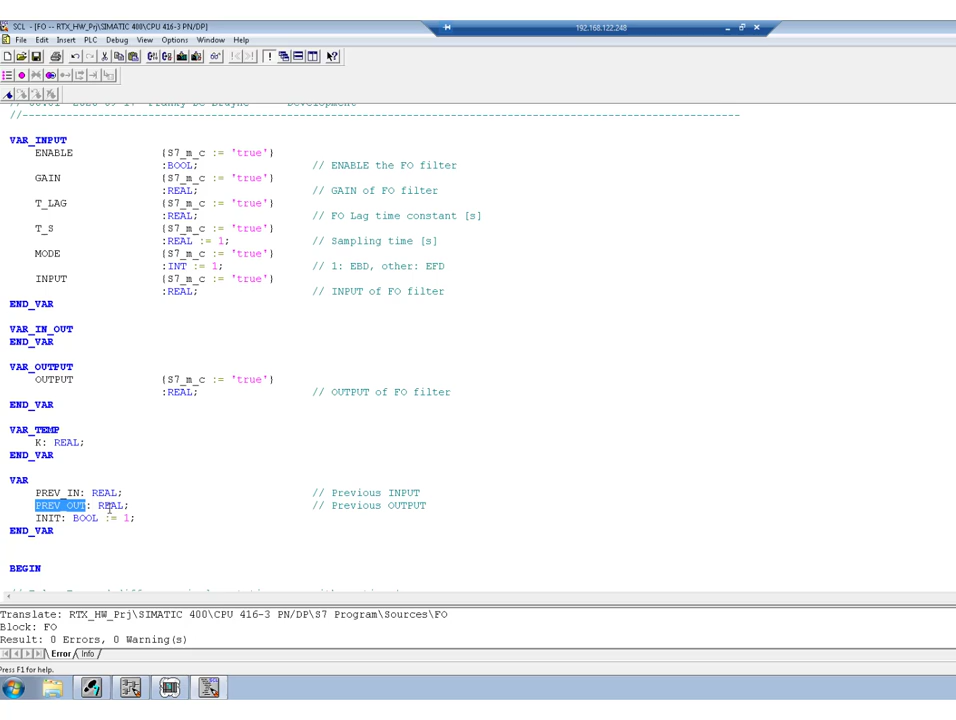 SCL - [FO -- RTX_HW_Prj\SIMATIC 400\CPU 416-3 PN/DP]
192.168.122.248
File Edit Insert PLC Debug View Options Window Help
//
VAR_INPUT
ENABLE {S7_m_c := 'true'}
:BOOL; // ENABLE the FO filter
GAIN {S7_m_c := 'true'}
:REAL; // GAIN of FO filter
T_LAG {S7_m_c := 'true'}
:REAL; // FO Lag time constant [s]
T_S {S7_m_c := 'true'}
:REAL := 1; // Sampling time [s]
MODE {S7_m_c := 'true'}
:INT := 1; // 1: EBD, other: EFD
INPUT {S7_m_c := 'true'}
:REAL; // INPUT of FO filter
END_VAR
VAR_IN_OUT
END_VAR
VAR_OUTPUT
OUTPUT {S7_m_c := 'true'}
:REAL; // OUTPUT of FO filter
END_VAR
VAR_TEMP
K: REAL;
END_VAR
VAR
PREV_IN: REAL; // Previous INPUT
PREV_OUT: REAL; // Previous OUTPUT
INIT: BOOL := 1;
END_VAR
BEGIN
Translate: RTX_HW_Prj\SIMATIC 400\CPU 416-3 PN/DP\S7 Program\Sources\FO
Block: FO
Result: 0 Errors, 0 Warning(s)
Error Info
Press F1 for help.